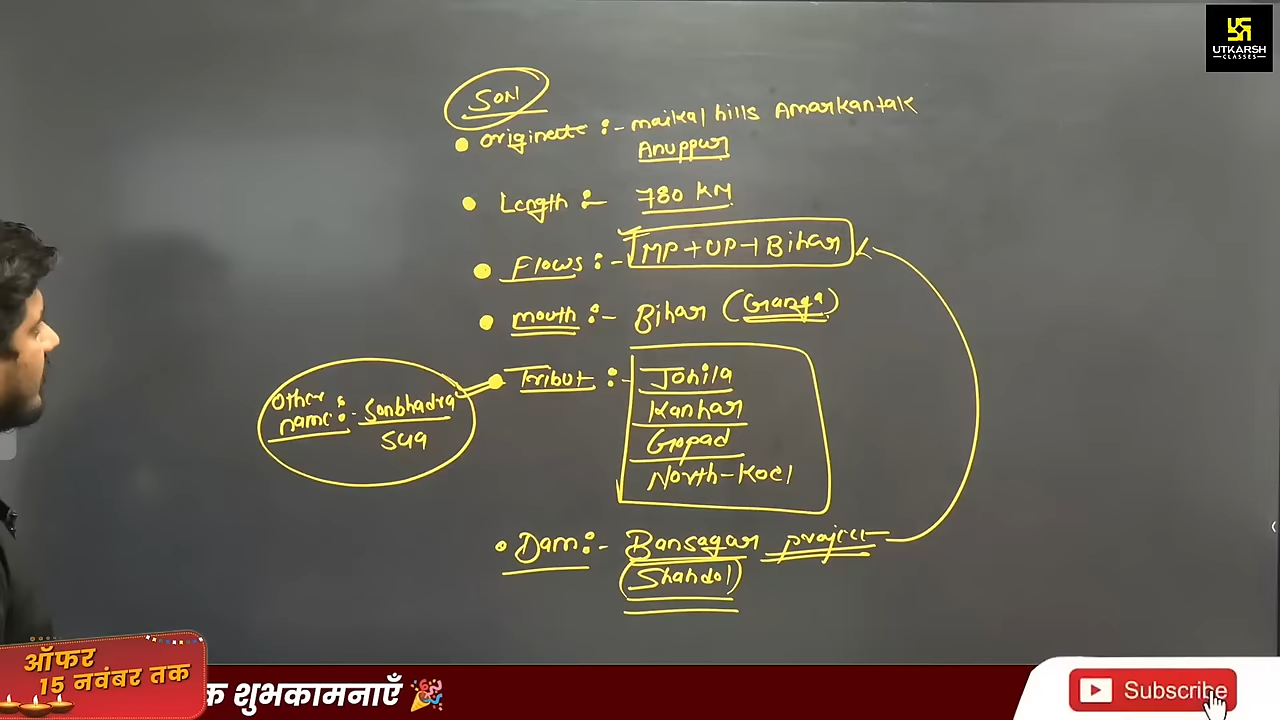 UTKARSH
CLASSES
SON
originate :- maikal hills Amarkantak
Anuppur
Length :- 780 KM
Flows :- MP + UP + Bihar
mouth :- Bihar (Ganga)
Tribut :- Johila
Kanhar
Gopad
North-Koel
Other name :- Sonbhadra
Dam :- Bansagar project
(Shahdol)
ऑफर
15 नवंबर तक
क शुभकामनाएँ
Subscribe